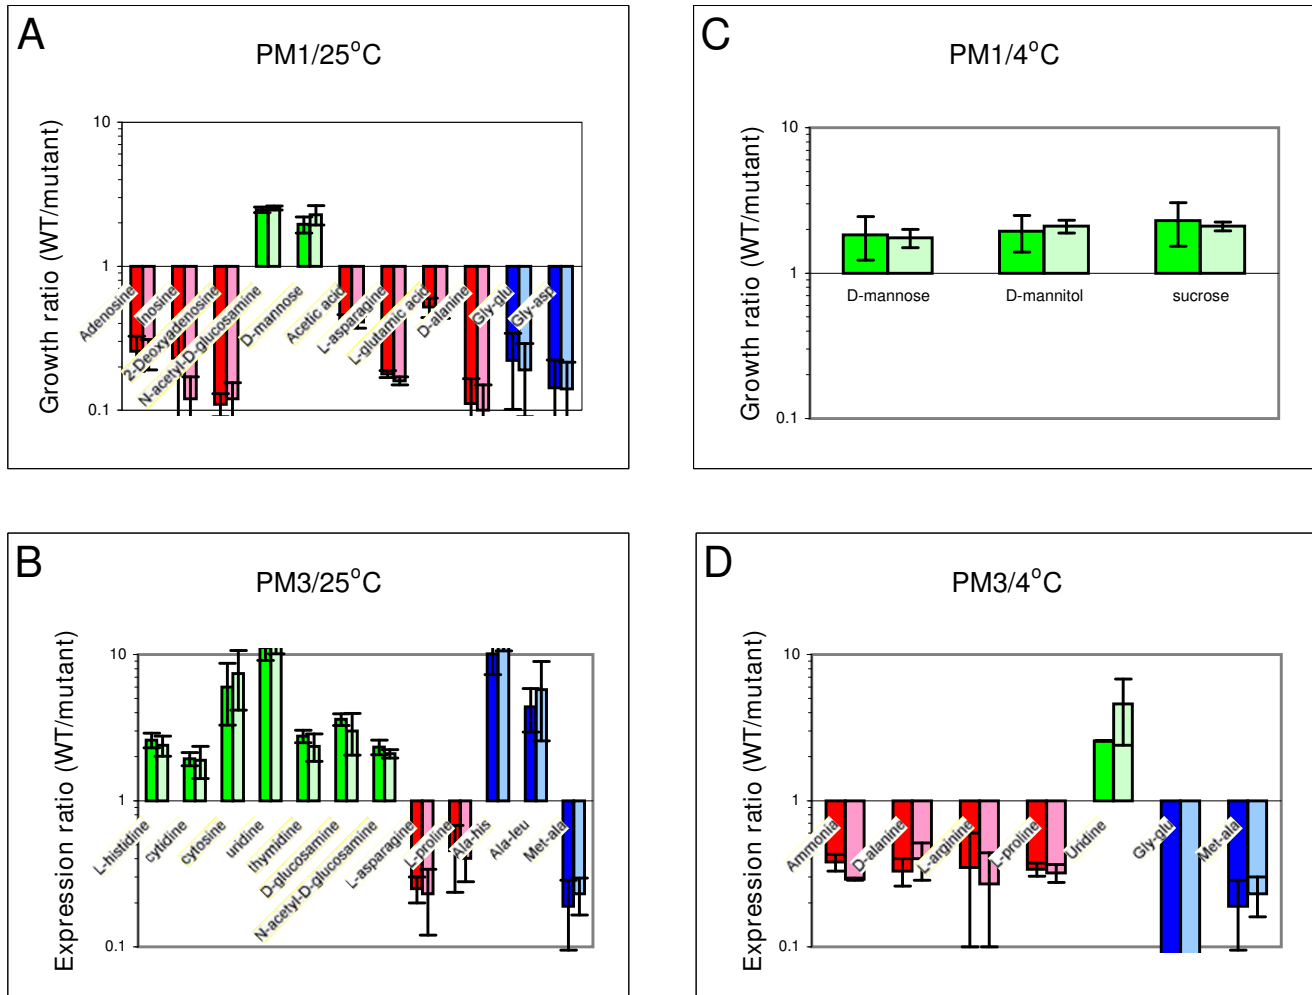 A
PM1/25°C
Growth ratio (WT/mutant)
10
1
0.1
Adenosine
Inosine
2-Deoxyadenosine
N-acetyl-D-glucosamine
D-mannose
Acetic acid
L-asparagine
L-glutamic acid
D-alanine
Gly-glu
Gly-asp
C
PM1/4°C
Growth ratio (WT/mutant)
10
1
0.1
D-mannose
D-mannitol
sucrose
B
PM3/25°C
Expression ratio (WT/mutant)
10
1
0.1
L-histidine
cytidine
cytosine
uridine
thymidine
D-glucosamine
N-acetyl-D-glucosamine
L-asparagine
L-proline
Ala-his
Ala-leu
Met-ala
D
PM3/4°C
Expression ratio (WT/mutant)
10
1
0.1
Ammonia
D-alanine
L-arginine
L-proline
Uridine
Gly-glu
Met-ala